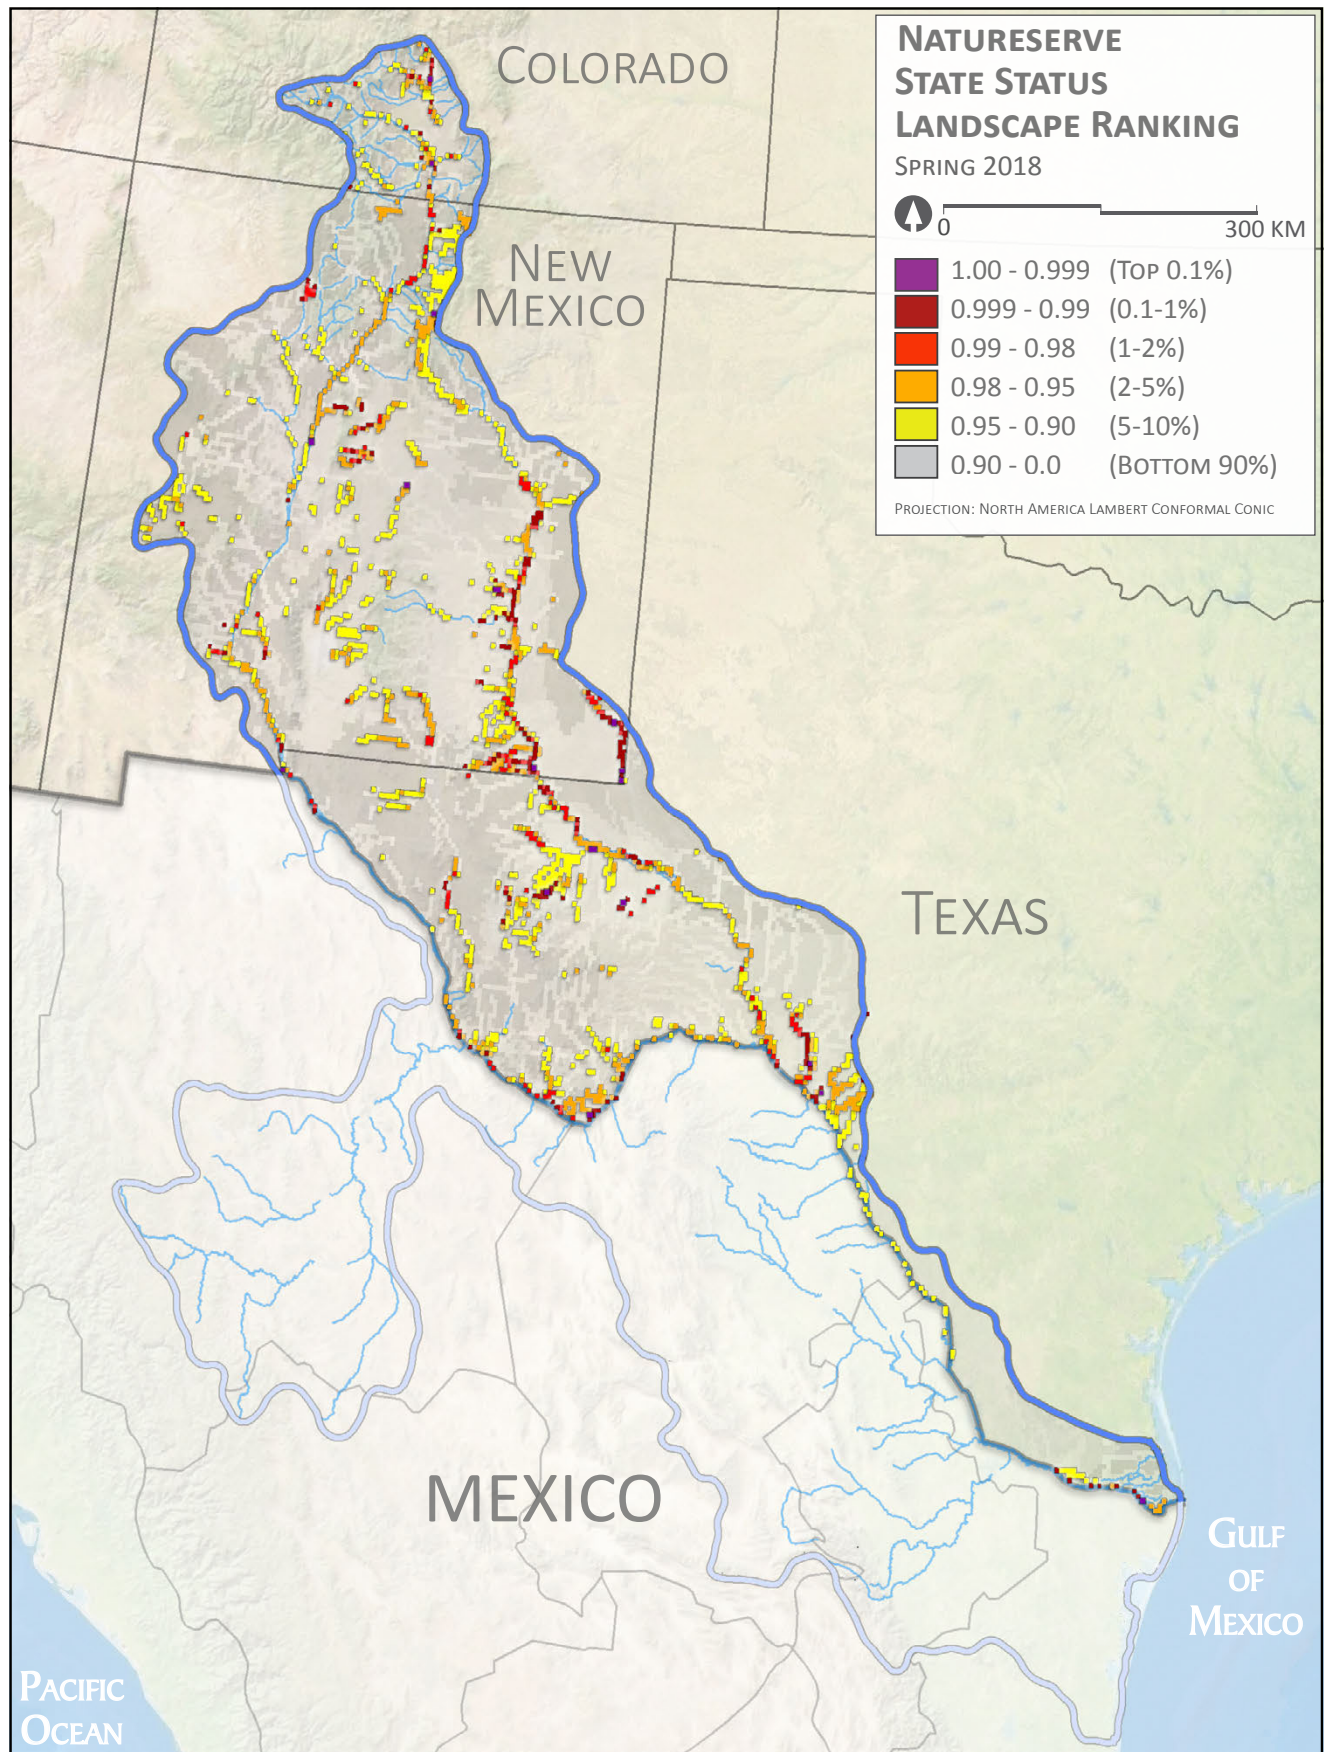 NATURESERVE
STATE STATUS
LANDSCAPE RANKING
SPRING 2018
0 300 KM
1.00 - 0.999 (TOP 0.1%)
0.999 - 0.99 (0.1-1%)
0.99 - 0.98 (1-2%)
0.98 - 0.95 (2-5%)
0.95 - 0.90 (5-10%)
0.90 - 0.0 (BOTTOM 90%)
PROJECTION: NORTH AMERICA LAMBERT CONFORMAL CONIC
COLORADO
NEW
MEXICO
TEXAS
MEXICO
GULF
OF
MEXICO
PACIFIC
OCEAN